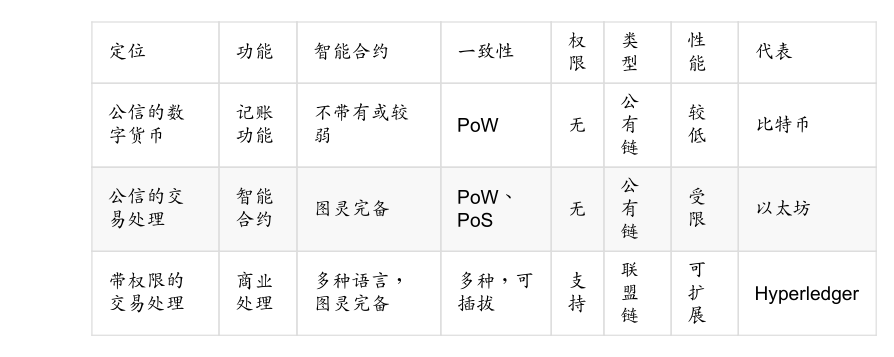 定位 功能 智能合约 一致性 权限 类型 性能 代表
公信的数字货币 记账功能 不带有或较弱 PoW 无 公有链 较低 比特币
公信的交易处理 智能合约 图灵完备 PoW、PoS 无 公有链 受限 以太坊
带权限的交易处理 商业处理 多种语言，图灵完备 多种，可插拔 支持 联盟链 可扩展 Hyperledger